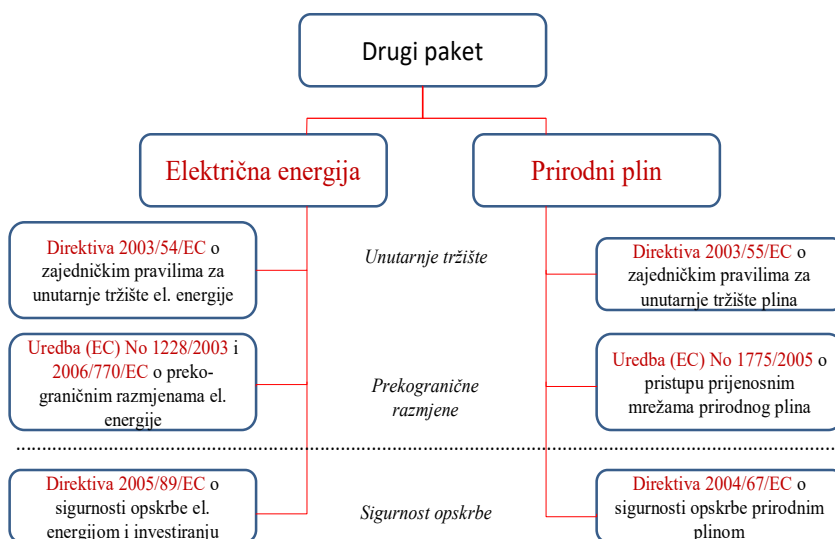 Drugi paket
Električna energija
Prirodni plin
Direktiva 2003/54/EC o
zajedničkim pravilima za
unutarnje tržište el. energije
Unutarnje tržište
Direktiva 2003/55/EC o
zajedničkim pravilima za
unutarnje tržište plina
Uredba (EC) No 1228/2003 i
2006/770/EC o preko-
graničnim razmjenama el.
energije
Prekogranične
razmjene
Uredba (EC) No 1775/2005 o
pristupu prijenosnim
mrežama prirodnog plina
Direktiva 2005/89/EC o
sigurnosti opskrbe el.
energijom i investiranju
Sigurnost opskrbe
Direktiva 2004/67/EC o
sigurnosti opskrbe prirodnim
plinom